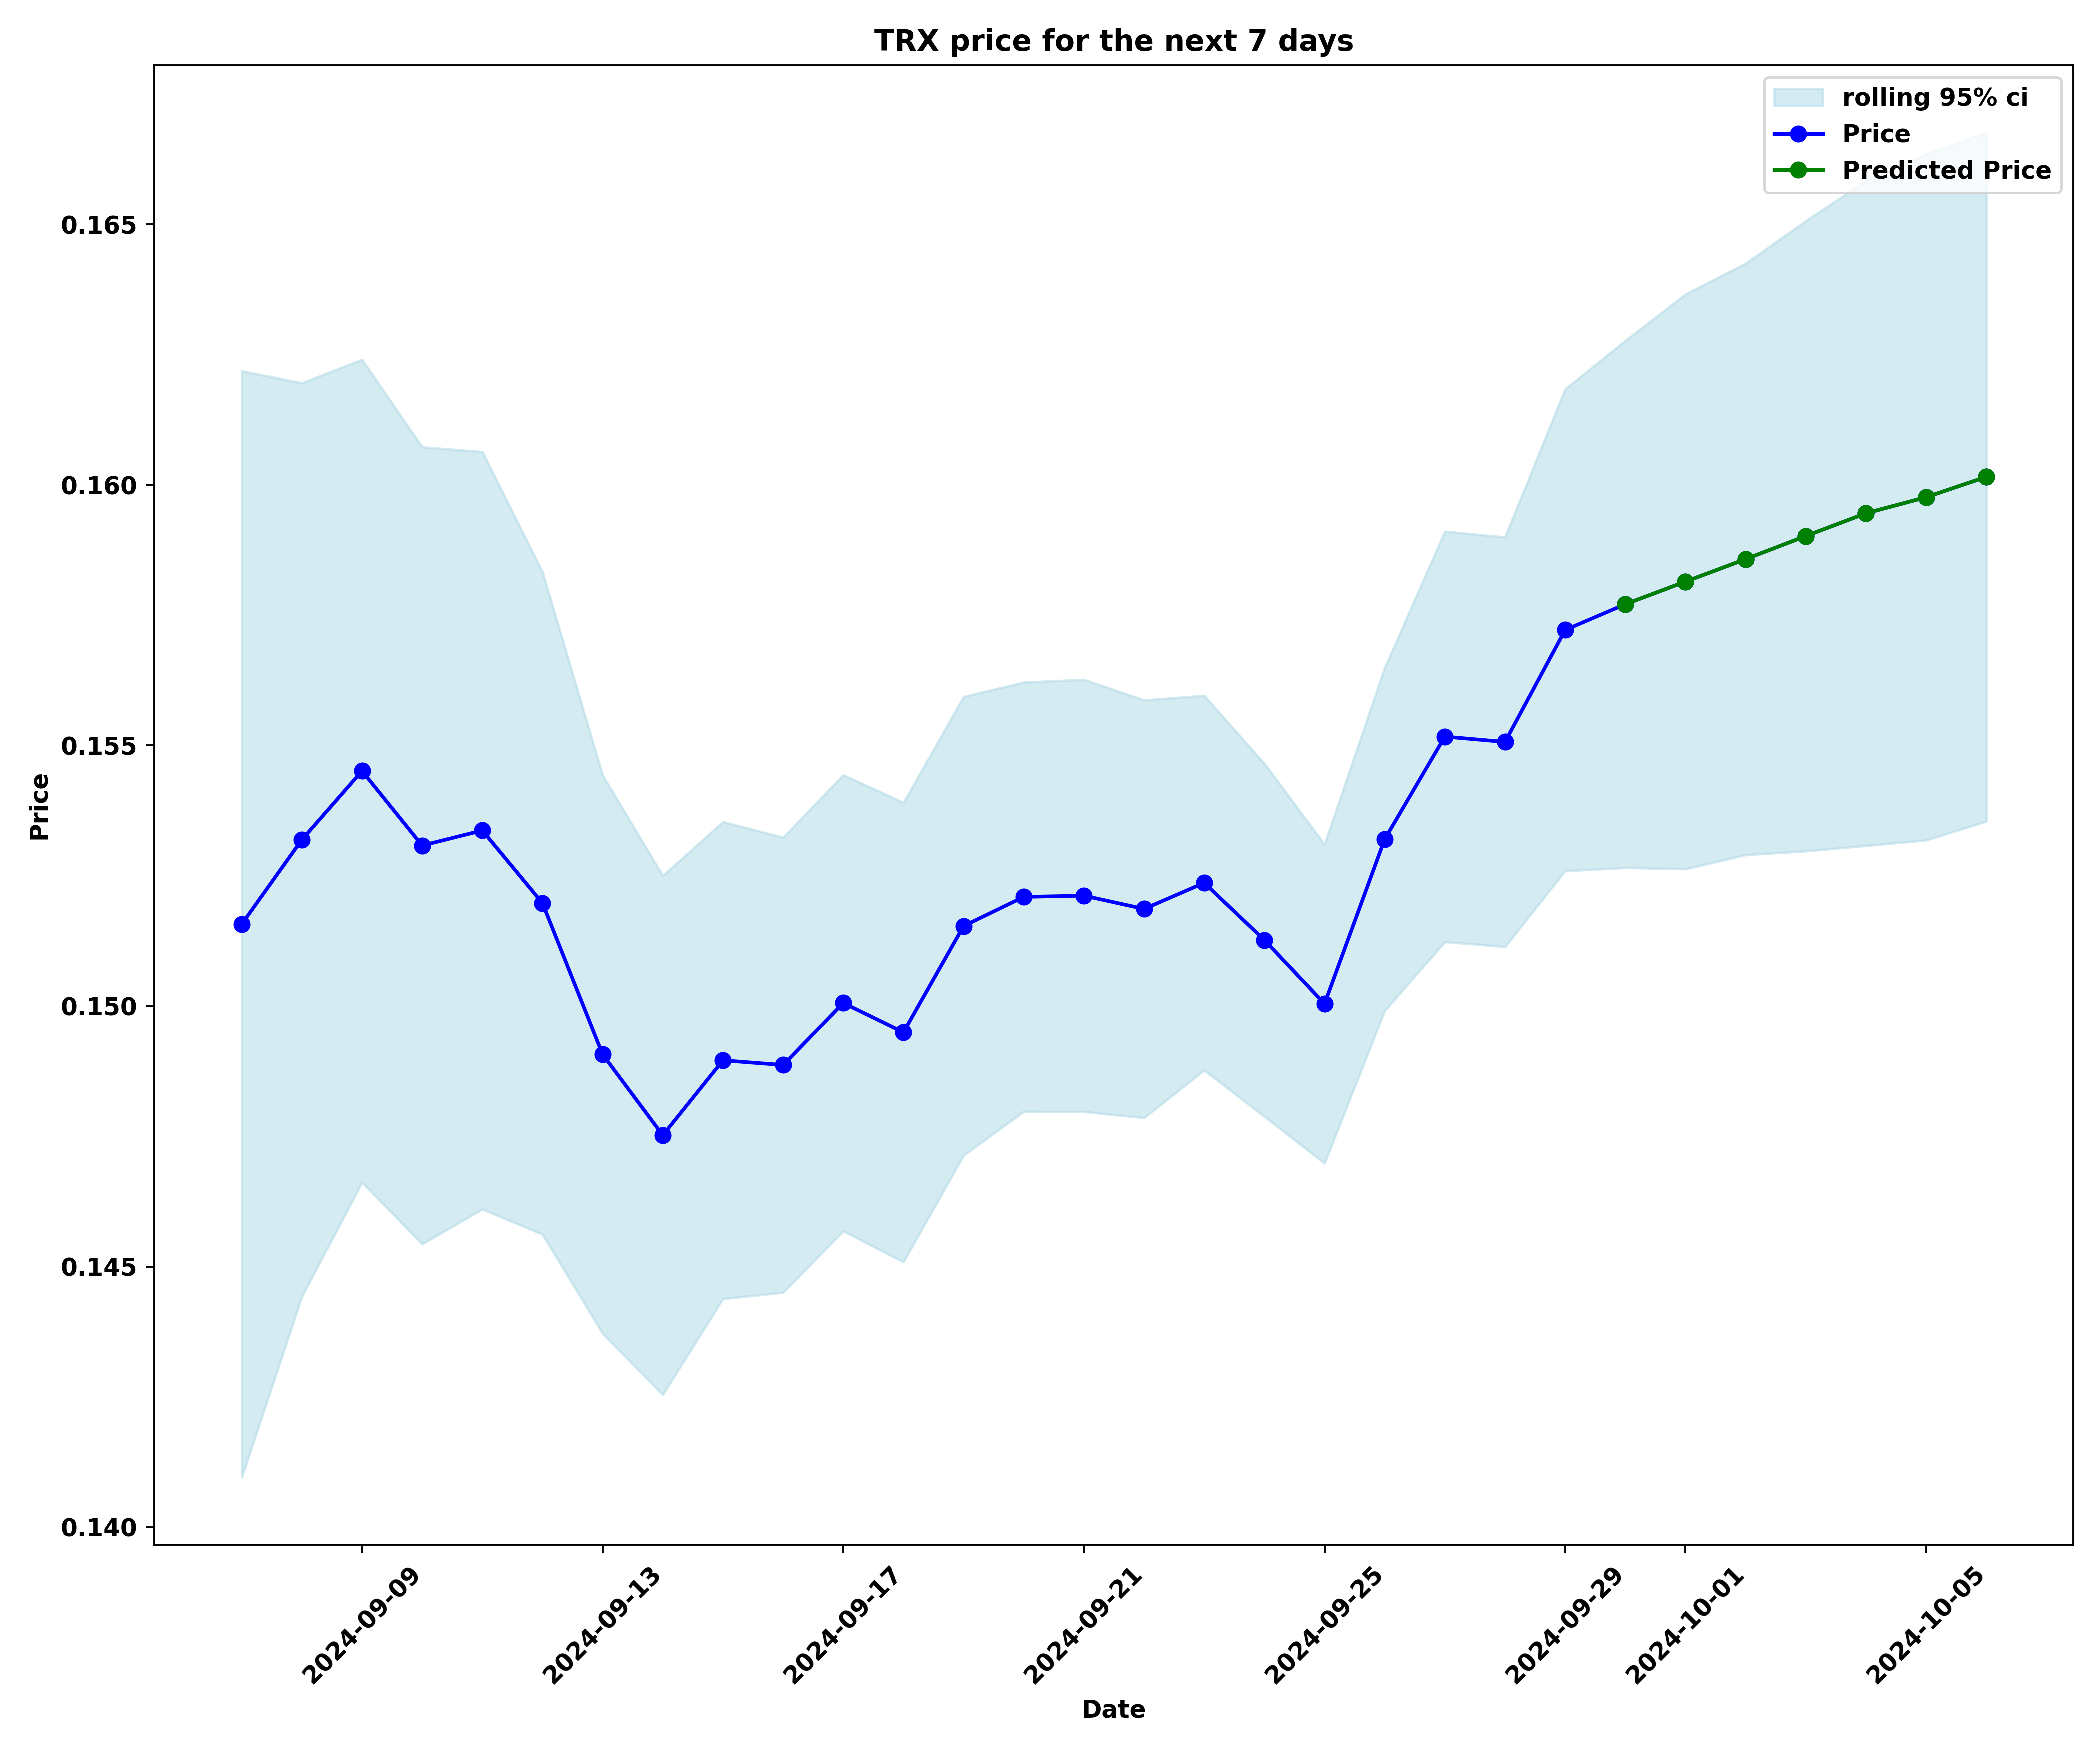 TRX price for the next 7 days
rolling 95% ci
Price
Predicted Price
0.165
0.160
0.155
0.150
0.145
0.140
Price
2024-09-09
2024-09-13
2024-09-17
2024-09-21
2024-09-25
2024-09-29
2024-10-01
2024-10-05
Date